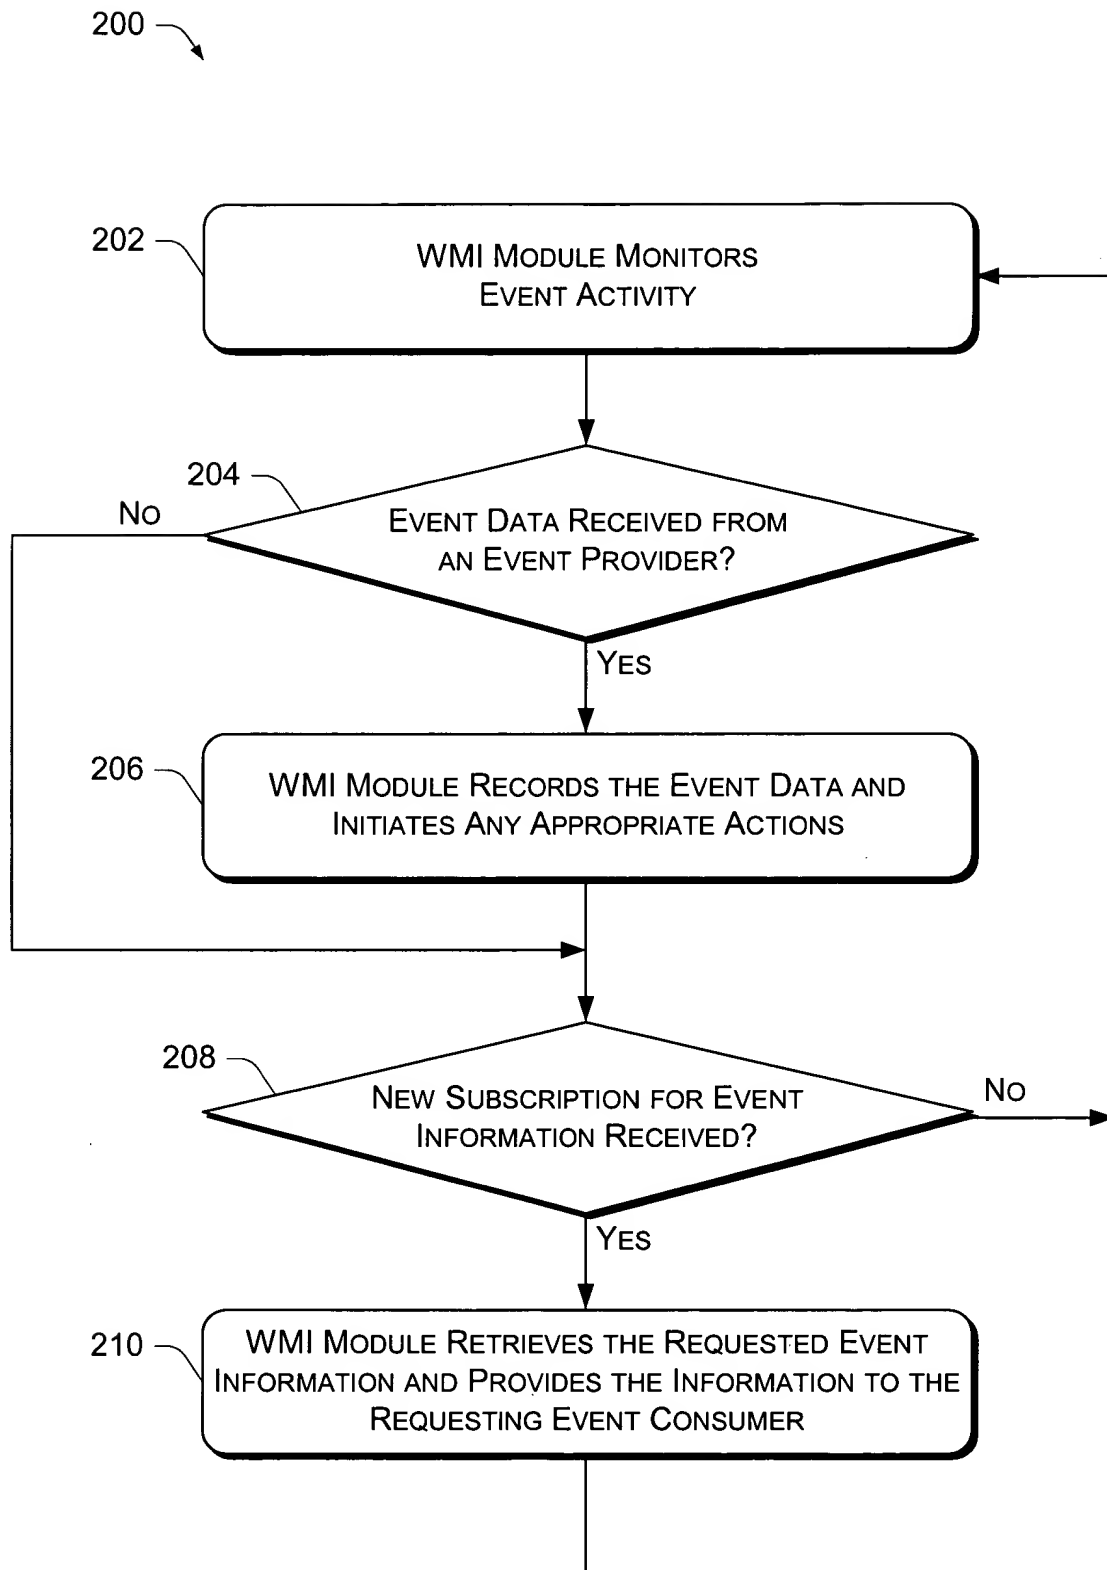 200
202
WMI MODULE MONITORS
EVENT ACTIVITY
204
NO
EVENT DATA RECEIVED FROM
AN EVENT PROVIDER?
YES
206
WMI MODULE RECORDS THE EVENT DATA AND
INITIATES ANY APPROPRIATE ACTIONS
208
NEW SUBSCRIPTION FOR EVENT
INFORMATION RECEIVED?
NO
YES
210
WMI MODULE RETRIEVES THE REQUESTED EVENT
INFORMATION AND PROVIDES THE INFORMATION TO THE
REQUESTING EVENT CONSUMER